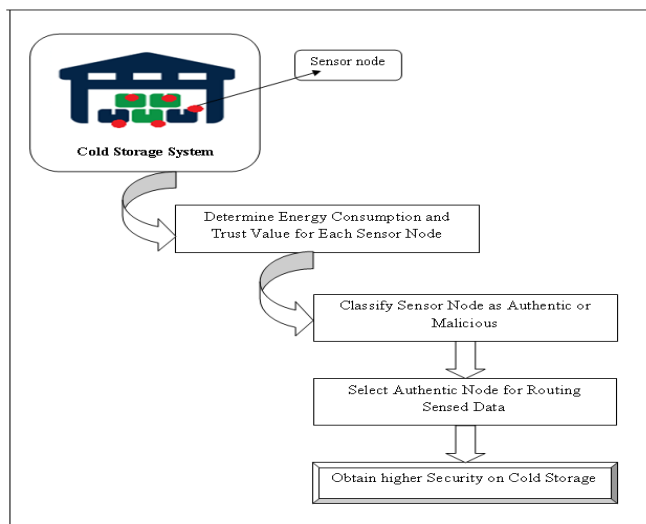 Sensor node
Cold Storage System
Determine Energy Consumption and
Trust Value for Each Sensor Node
Classify Sensor Node as Authentic or
Malicious
Select Authentic Node for Routing
Sensed Data
Obtain higher Security on Cold Storage